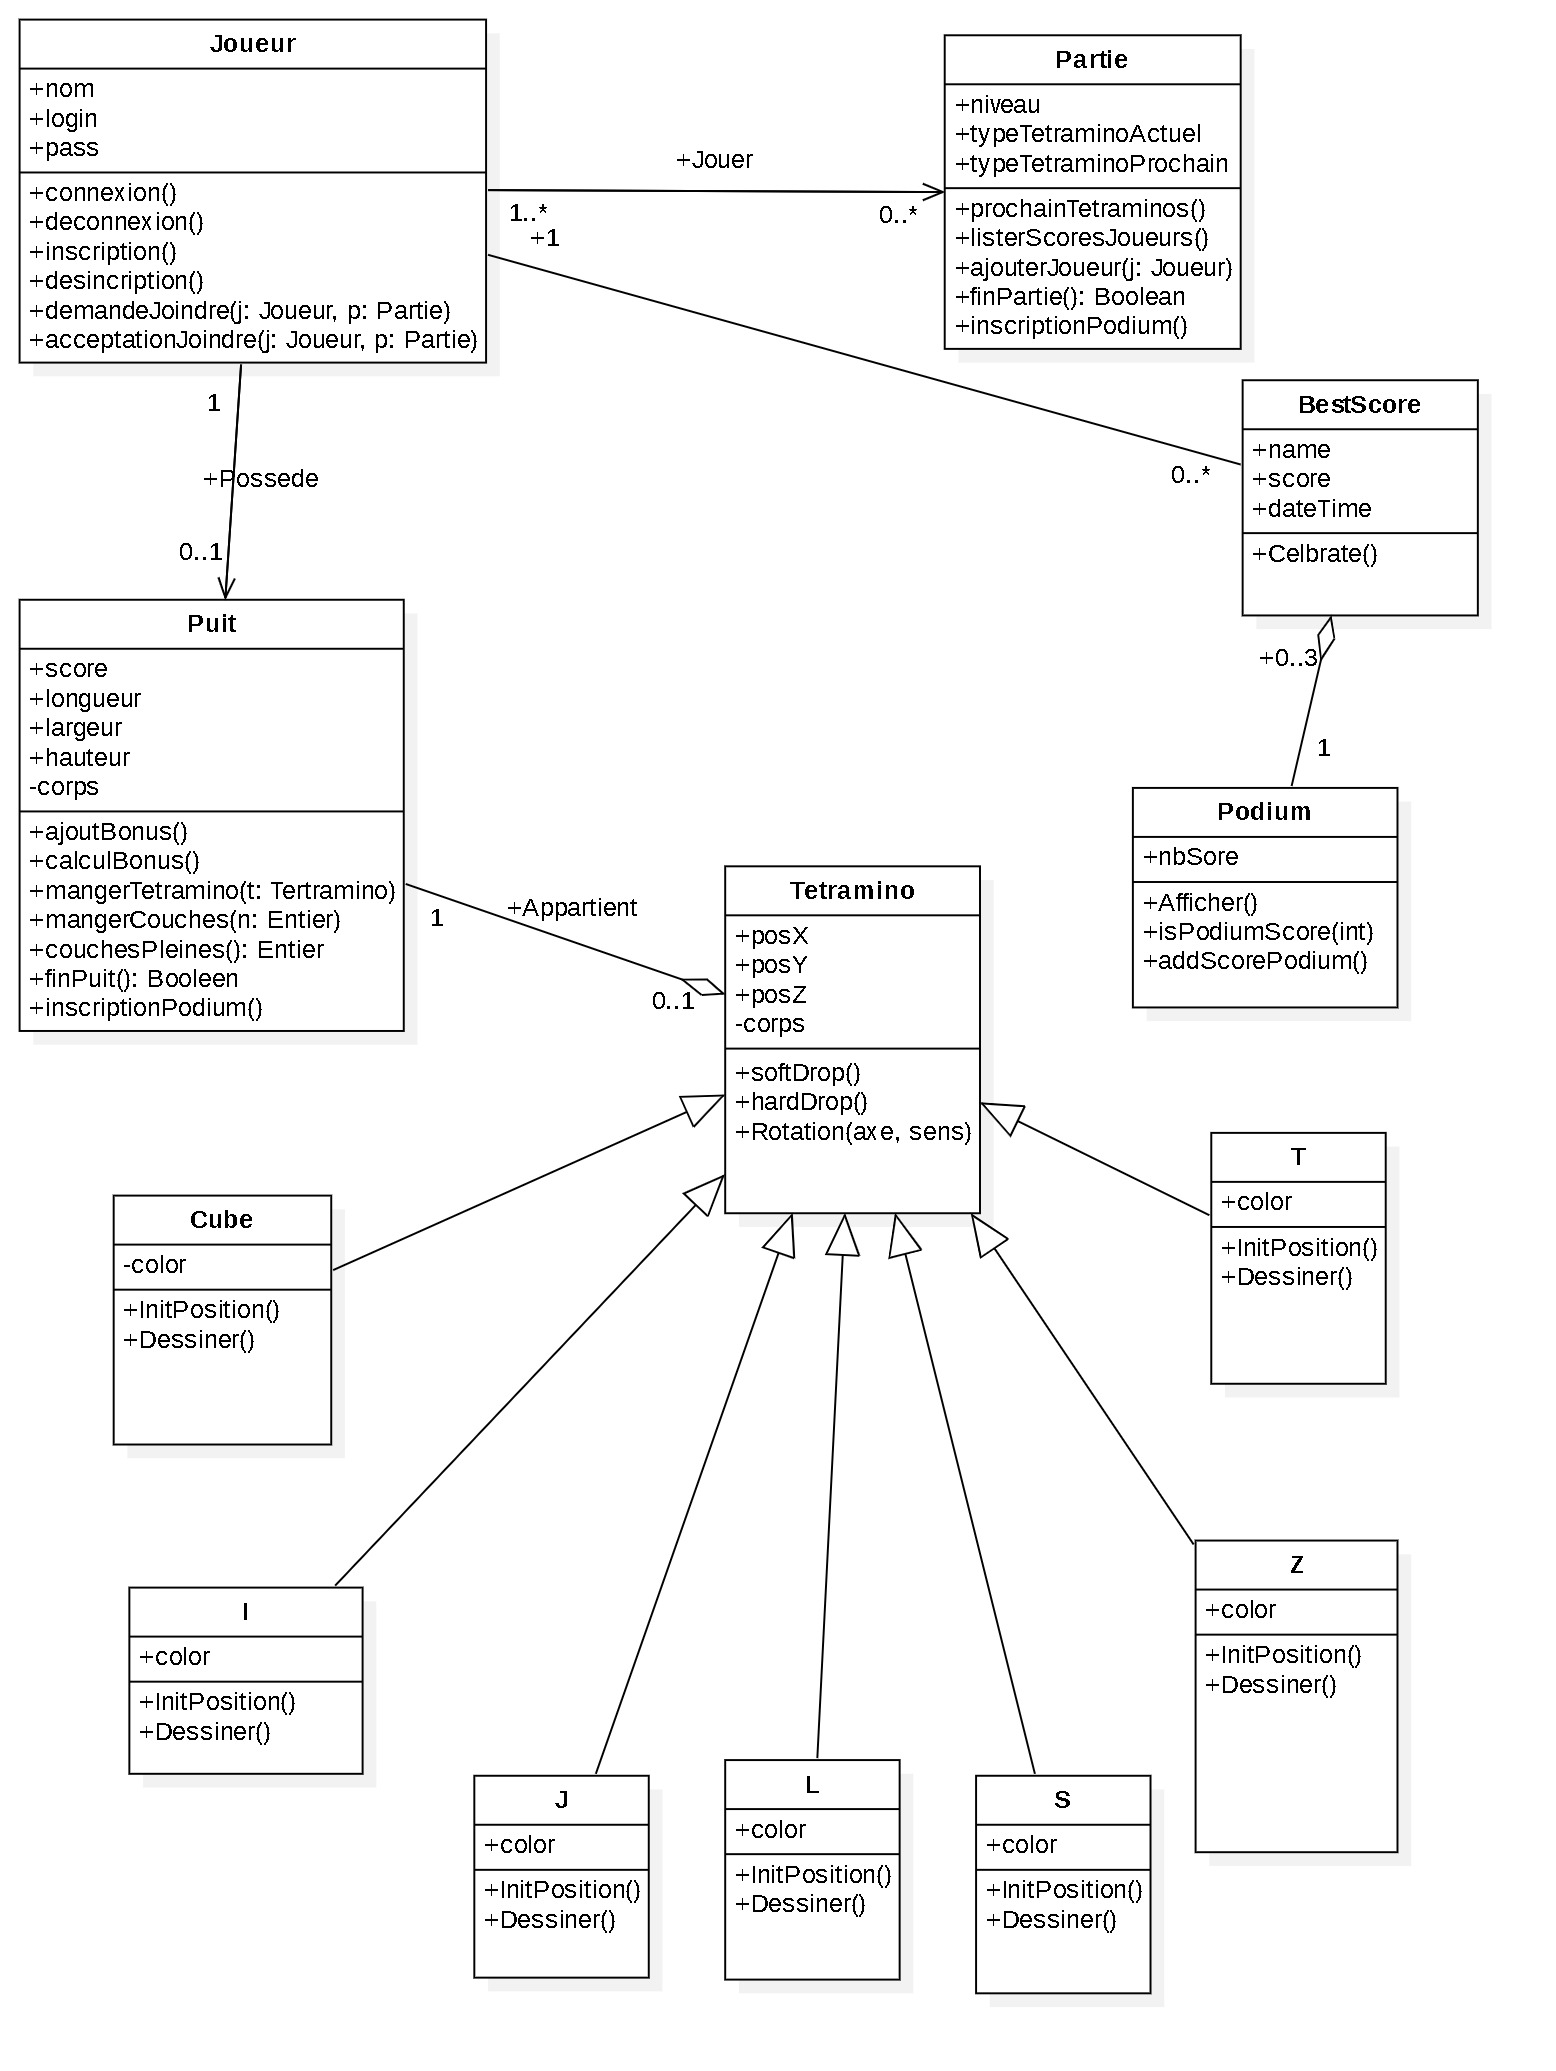 Joueur
+nom
+login
+pass
+connexion()
+deconnexion()
+inscription()
+desincription()
+demandeJoindre(j: Joueur, p: Partie)
+acceptationJoindre(j: Joueur, p: Partie)
+Jouer
1..*
0..*
+1
Partie
+niveau
+typeTetraminoActuel
+typeTetraminoProchain
+prochainTetraminos()
+listerScoresJoueurs()
+ajouterJoueur(j: Joueur)
+finPartie(): Boolean
+inscriptionPodium()
0..*
BestScore
+name
+score
+dateTime
+Celbrate()
1
+Possede
0..1
Puit
+score
+longueur
+largeur
+hauteur
-corps
+ajoutBonus()
+calculBonus()
+mangerTetramino(t: Tertramino)
+mangerCouches(n: Entier)
+couchesPleines(): Entier
+finPuit(): Booleen
+inscriptionPodium()
+0..3
1
Podium
+nbSore
+Afficher()
+isPodiumScore(int)
+addScorePodium()
1
+Appartient
0..1
Tetramino
+posX
+posY
+posZ
-corps
+softDrop()
+hardDrop()
+Rotation(axe, sens)
T
+color
+InitPosition()
+Dessiner()
Cube
-color
+InitPosition()
+Dessiner()
I
+color
+InitPosition()
+Dessiner()
Z
+color
+InitPosition()
+Dessiner()
J
+color
+InitPosition()
+Dessiner()
L
+color
+InitPosition()
+Dessiner()
S
+color
+InitPosition()
+Dessiner()